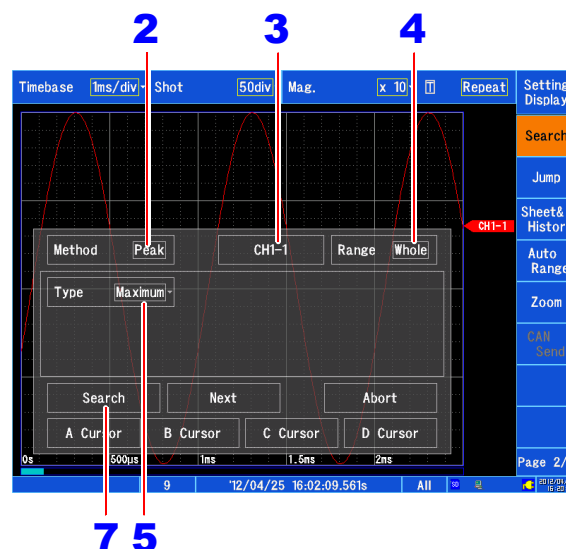 2 3 4
Timebase 1ms/div Shot 50div Mag. x 10 T Repeat
Setting
Display
Search
Jump
CH1-1
Sheet&
Histor
Auto
Range
Zoom
CAN
Send
Method Peak CH1-1 Range Whole
Type Maximum
Search Next Abort
A Cursor B Cursor C Cursor D Cursor
0s 500µs 1ms 1.5ms 2ms
Page 2/
9 '12/04/25 16:02:09.561s All SD
7 5